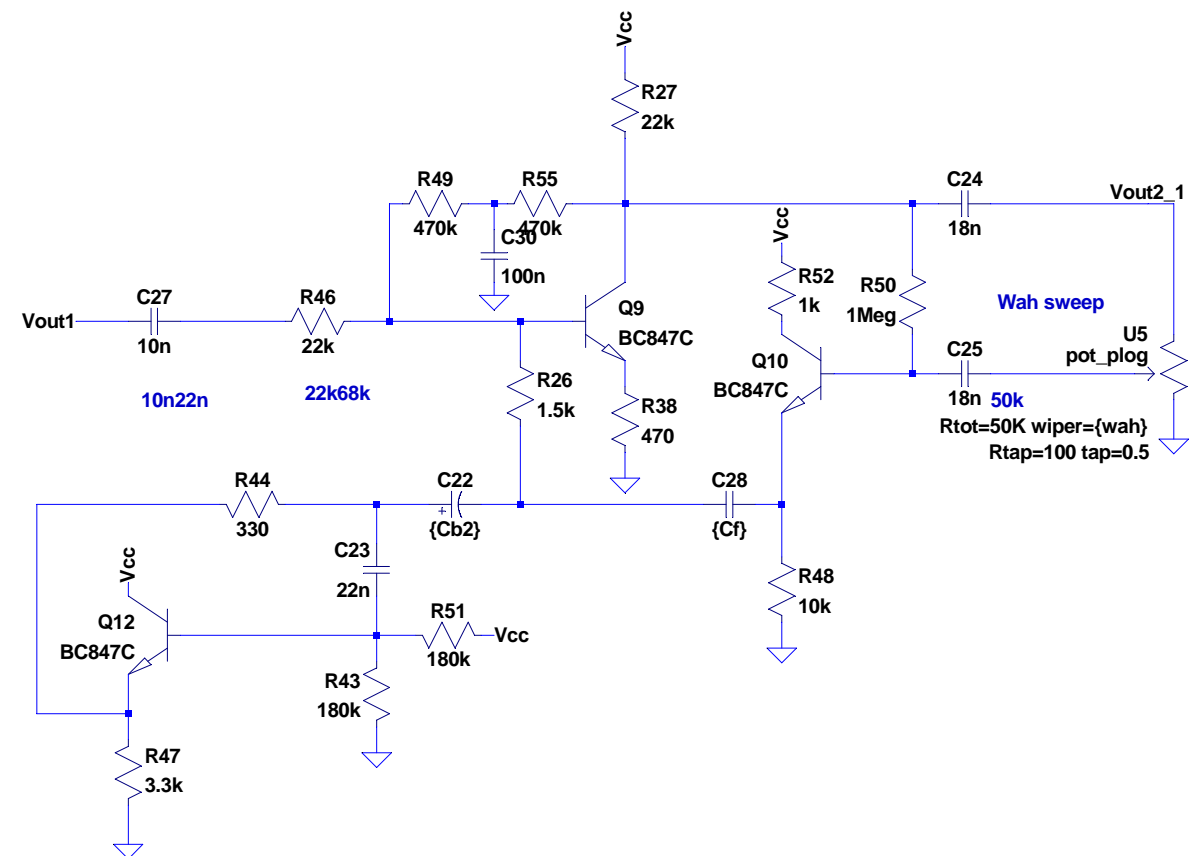 Vcc
R27
22k
R49
470k
R55
470k
C30
100n
C24
18n
Vout2_1
Vcc
R52
1k
R50
1Meg
Wah sweep
C27
10n
Vout1
R46
22k
Q9
BC847C
U5
pot_plog
Q10
BC847C
C25
18n
50k
10n22n
22k68k
R26
1.5k
R38
470
Rtot=50K wiper={wah}
Rtap=100 tap=0.5
R44
330
C22
+
{Cb2}
C28
{Cf}
C23
22n
Vcc
R48
10k
Q12
BC847C
R51
180k
Vcc
R43
180k
R47
3.3k